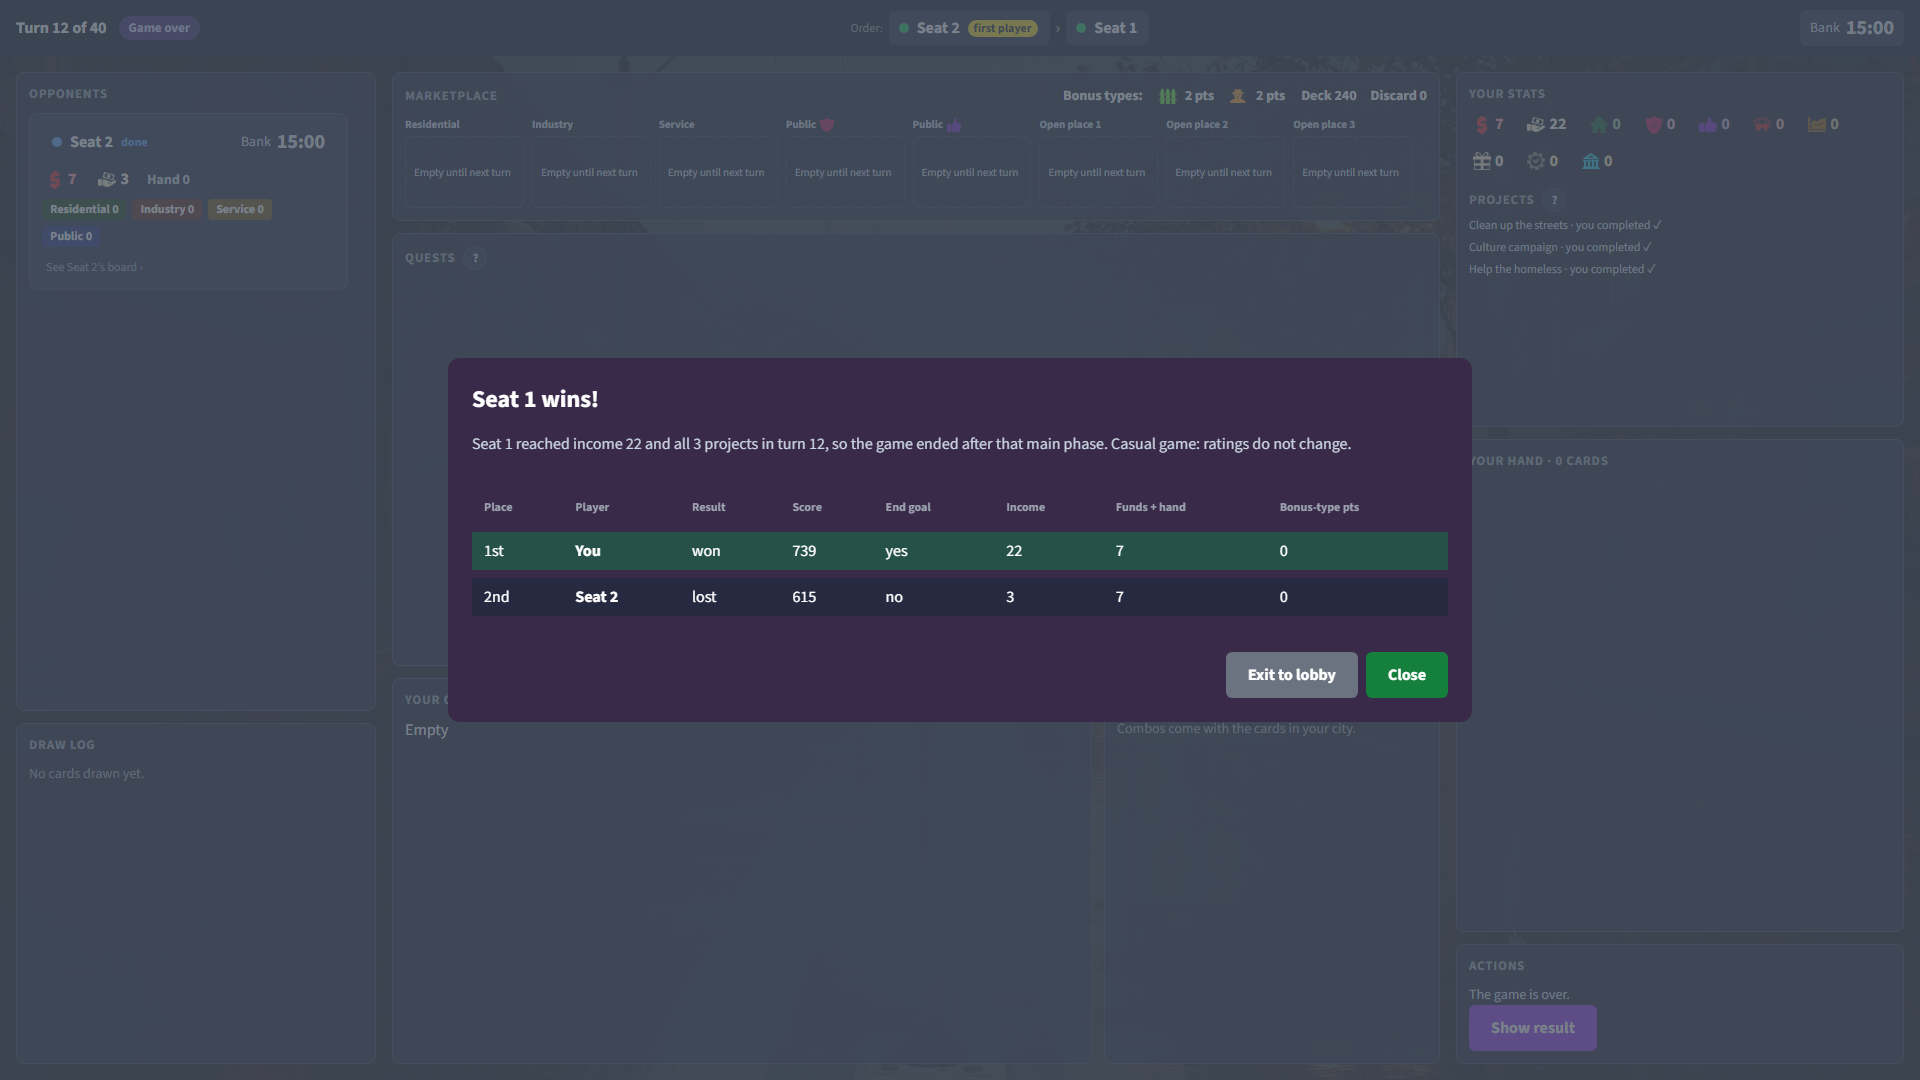 Turn 12 of 40 Game over
Order: Seat 2 first player › Seat 1
Bank 15:00
OPPONENTS
Seat 2 done Bank 15:00
7 3 Hand 0
Residential 0 Industry 0 Service 0
Public 0
See Seat 2's board ›
DRAW LOG
No cards drawn yet.
MARKETPLACE
Bonus types: 2 pts 2 pts Deck 240 Discard 0
Residential Industry Service Public Public Open place 1 Open place 2 Open place 3
Empty until next turn Empty until next turn Empty until next turn Empty until next turn Empty until next turn Empty until next turn Empty until next turn Empty until next turn
QUESTS ?
Seat 1 wins!
Seat 1 reached income 22 and all 3 projects in turn 12, so the game ended after that main phase. Casual game: ratings do not change.
Place Player Result Score End goal Income Funds + hand Bonus-type pts
1st You won 739 yes 22 7 0
2nd Seat 2 lost 615 no 3 7 0
Exit to lobby Close
YOUR
Empty
Combos come with the cards in your city.
YOUR STATS
7 22 0 0 0 0 0
0 0 0
PROJECTS ?
Clean up the streets · you completed ✓
Culture campaign · you completed ✓
Help the homeless · you completed ✓
YOUR HAND - 0 CARDS
ACTIONS
The game is over.
Show result